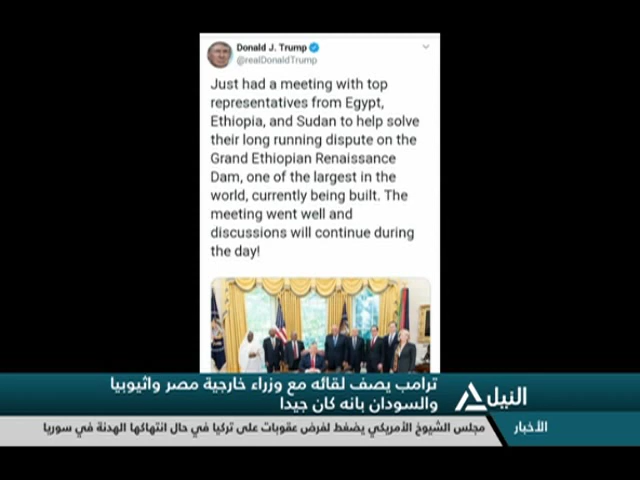 Donald J. Trump
@realDonaldTrump
Just had a meeting with top
representatives from Egypt,
Ethiopia, and Sudan to help solve
their long running dispute on the
Grand Ethiopian Renaissance
Dam, one of the largest in the
world, currently being built. The
meeting went well and
discussions will continue during
the day!
ترامب يصف لقائه مع وزراء خارجية مصر واثيوبيا
والسودان بانه كان جيدا
النيل
الأخبار
مجلس الشيوخ الأمريكي يضغط لفرض عقوبات على تركيا في حال انتهاكها الهدنة في سوريا